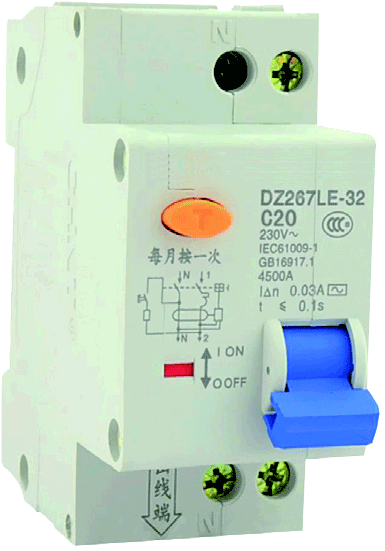 N
DZ267LE-32
C20
230V~
IEC61009-1
GB16917.1
4500A
I∆n 0.03A
t ≤ 0.1s
T
每月按一次
N 1
N 2
I ON
O OFF
出线端
N